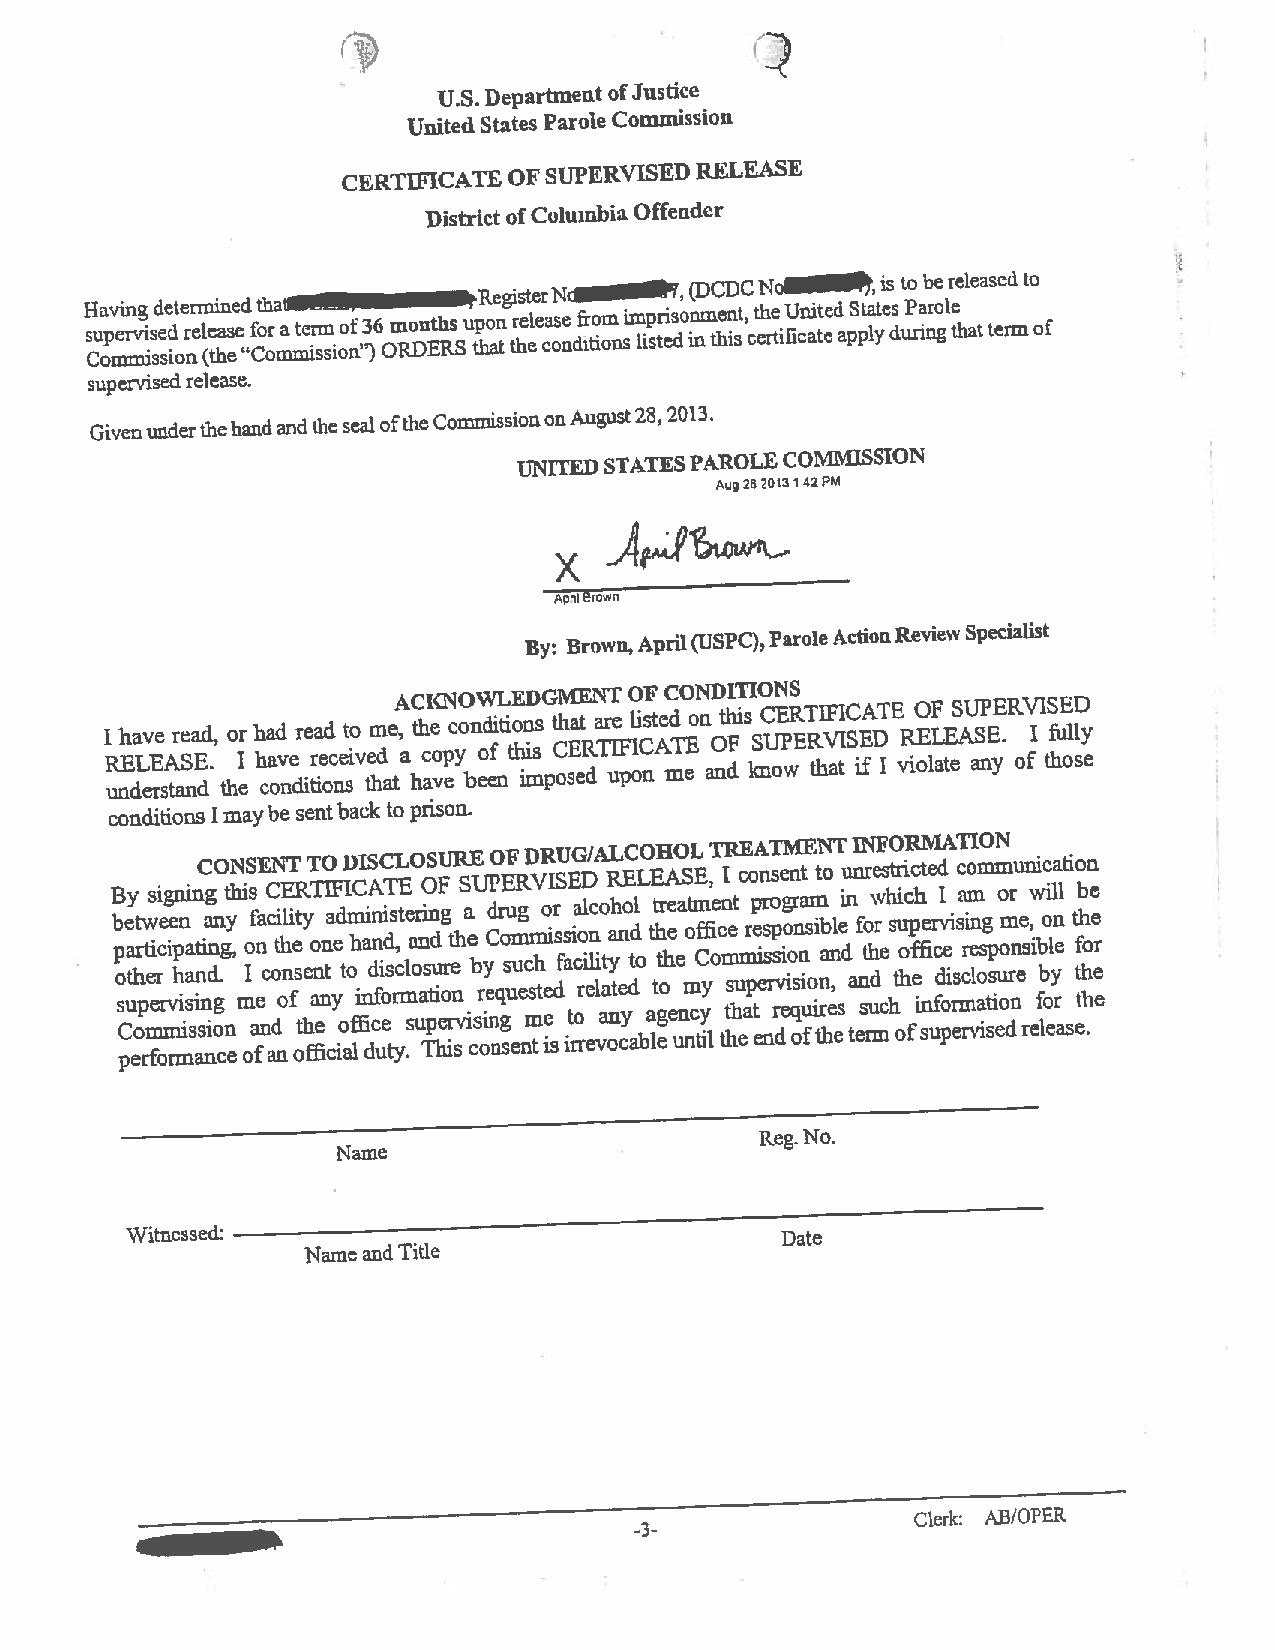 U.S. Department of Justice
United States Parole Commission
CERTIFICATE OF SUPERVISED RELEASE
District of Columbia Offender
Having determined that Register No 7, (DCDC No ), is to be released to
supervised release for a term of 36 months upon release from imprisonment, the United States Parole
Commission (the "Commission") ORDERS that the conditions listed in this certificate apply during that term of
supervised release.
Given under the hand and the seal of the Commission on August 28, 2013.
UNITED STATES PAROLE COMMISSION
Aug 28 2013 1 42 PM
X April Brown
April Brown
By: Brown, April (USPC), Parole Action Review Specialist
ACKNOWLEDGMENT OF CONDITIONS
I have read, or had read to me, the conditions that are listed on this CERTIFICATE OF SUPERVISED
RELEASE. I have received a copy of this CERTIFICATE OF SUPERVISED RELEASE. I fully
understand the conditions that have been imposed upon me and know that if I violate any of those
conditions I may be sent back to prison.
CONSENT TO DISCLOSURE OF DRUG/ALCOHOL TREATMENT INFORMATION
By signing this CERTIFICATE OF SUPERVISED RELEASE, I consent to unrestricted communication
between any facility administering a drug or alcohol treatment program in which I am or will be
participating, on the one hand, and the Commission and the office responsible for supervising me, on the
other hand. I consent to disclosure by such facility to the Commission and the office responsible for
supervising me of any information requested related to my supervision, and the disclosure by the
Commission and the office supervising me to any agency that requires such information for the
performance of an official duty. This consent is irrevocable until the end of the term of supervised release.
Name
Reg. No.
Witnessed:
Name and Title
Date
-3-
Clerk: AB/OPER